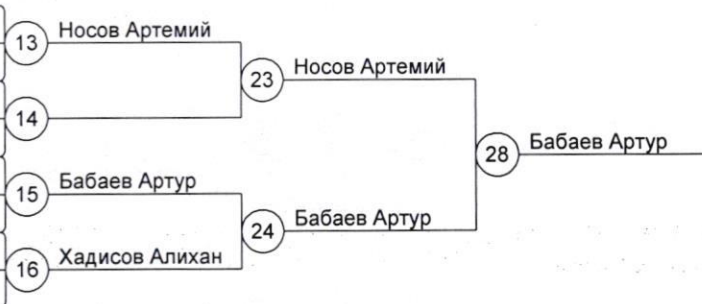 13 Носов Артемий
23 Носов Артемий
14
28 Бабаев Артур
15 Бабаев Артур
24 Бабаев Артур
16 Хадисов Алихан